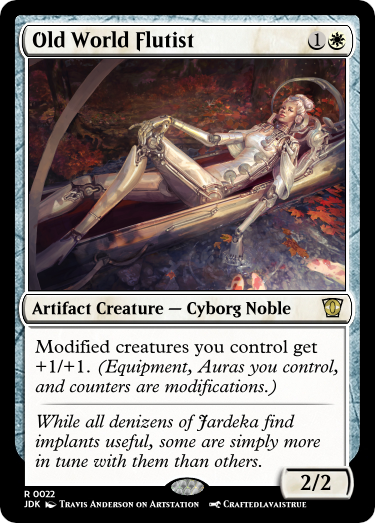 Old World Flutist 1
Artifact Creature — Cyborg Noble
Modified creatures you control get
+1/+1. (Equipment, Auras you control,
and counters are modifications.)
While all denizens of Jardeka find
implants useful, some are simply more
in tune with them than others.
2/2
R 0022
JDK Travis Anderson on Artstation Craftedlavaistrue